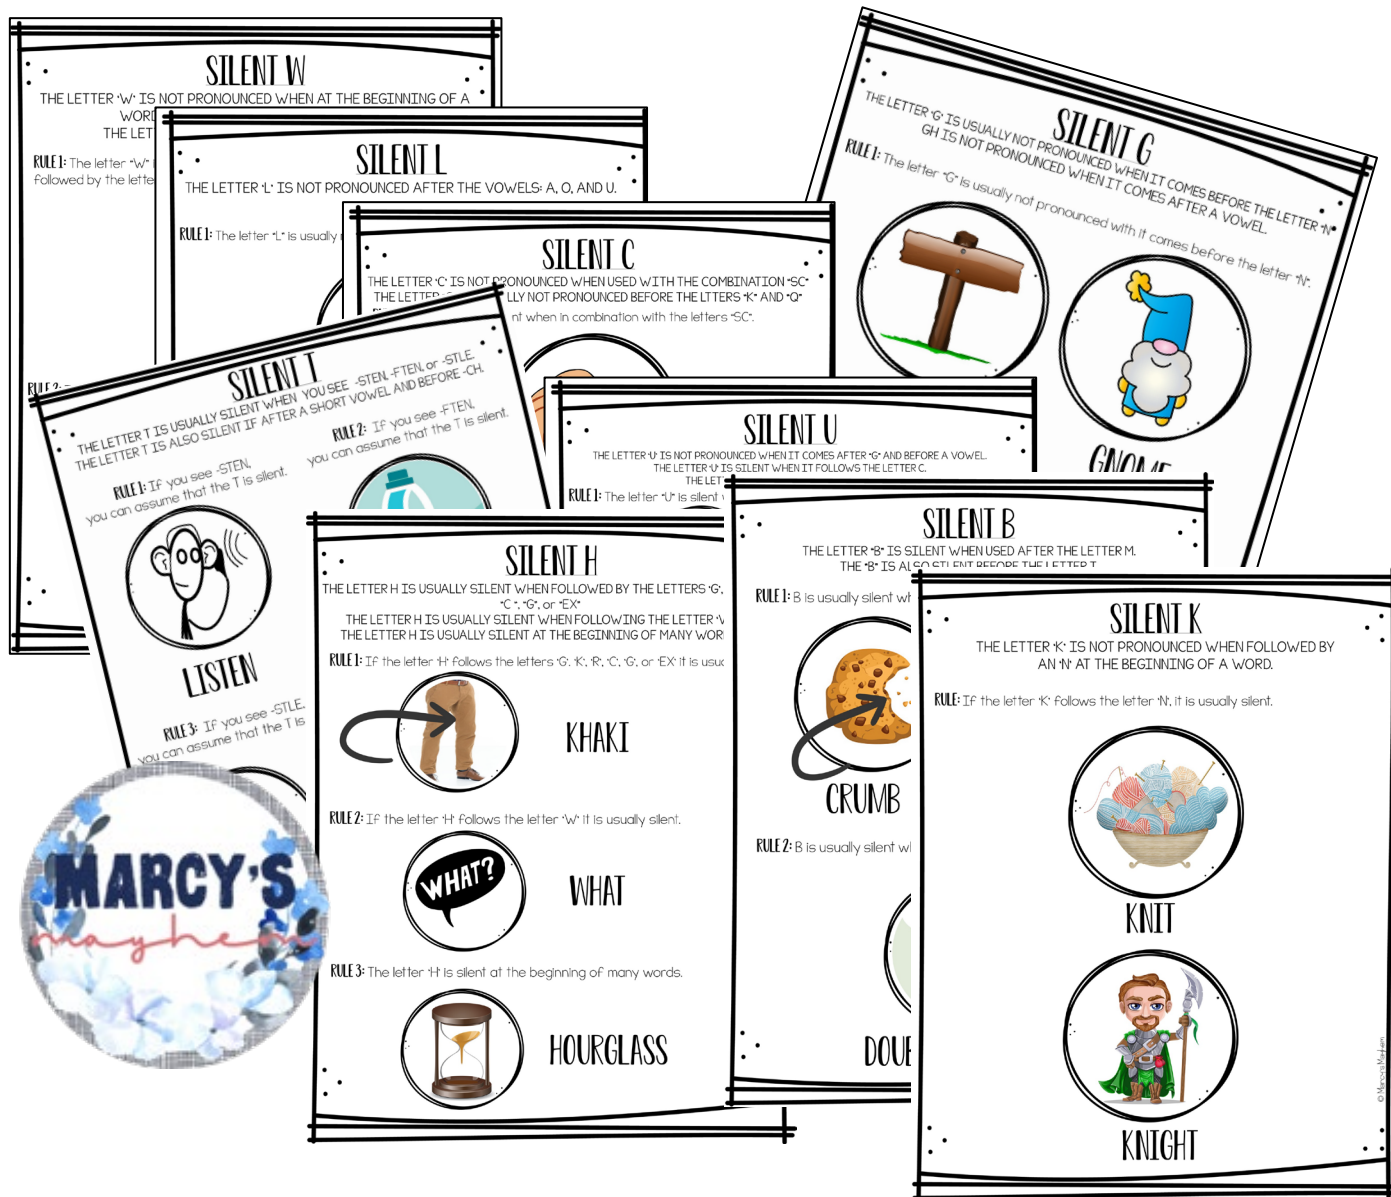 SILENT W
THE LETTER "W" IS NOT PRONOUNCED WHEN AT THE BEGINNING OF A
THE
RULE 1: The letter "W"
followed by the
RULE 2:
SILENT L
THE LETTER "L" IS NOT PRONOUNCED AFTER THE VOWELS: A, O, AND U.
RULE 1: The letter "L" is usually
SILENT C
THE LETTER "C" IS NOT PRONOUNCED WHEN USED WITH THE COMBINATION "SC"
THE LETTER NOT PRONOUNCED BEFORE THE LTTERS "K" AND "Q"
when in combination with the letters "SC".
SILENT G
THE LETTER "G" IS USUALLY NOT PRONOUNCED WHEN IT COMES BEFORE THE LETTER "N"
GH IS NOT PRONOUNCED WHEN IT COMES AFTER A VOWEL.
RULE 1: The letter "G" is usually not pronounced with it comes before the letter "N".
GNOME
SILENT T
THE LETTER T IS USUALLY SILENT WHEN YOU SEE -STEN, -FTEN, or -STLE.
THE LETTER T IS ALSO SILENT IF AFTER A SHORT VOWEL AND BEFORE -CH.
RULE 1: If you see -STEN,
you can assume that the T is silent.
RULE 2: If you see -FTEN,
you can assume that the T is silent.
LISTEN
RULE 3: If you see -STLE,
you can assume that the T is
SILENT U
THE LETTER "U" IS NOT PRONOUNCED WHEN IT COMES AFTER "G" AND BEFORE A VOWEL.
THE LETTER "U" IS SILENT WHEN IT FOLLOWS THE LETTER C.
THE
RULE 1: The letter "U" is silent
SILENT H
THE LETTER H IS USUALLY SILENT WHEN FOLLOWED BY THE LETTERS "G",
"C ", "G", or "EX"
THE LETTER H IS USUALLY SILENT WHEN FOLLOWING THE LETTER
THE LETTER H IS USUALLY SILENT AT THE BEGINNING OF MANY
RULE 1: If the letter "H" follows the letters "G", "K", "R", "C", "G", or "EX" it is
KHAKI
RULE 2: If the letter "H" follows the letter "W" it is usually silent.
WHAT?
WHAT
RULE 3: The letter "H" is silent at the beginning of many words.
HOURGLASS
SILENT B
THE LETTER "B" IS SILENT WHEN USED AFTER THE LETTER M.
THE "B" IS ALSO SILENT BEFORE THE LETTER T
RULE 1: B is usually silent
CRUMB
RULE 2: B is usually silent
SILENT K
THE LETTER "K" IS NOT PRONOUNCED WHEN FOLLOWED BY
AN "N" AT THE BEGINNING OF A WORD.
RULE: If the letter "K" follows the letter "N", it is usually silent.
KNIT
KNIGHT
© Marcy's Mayhem
MARCY'S
mayhem